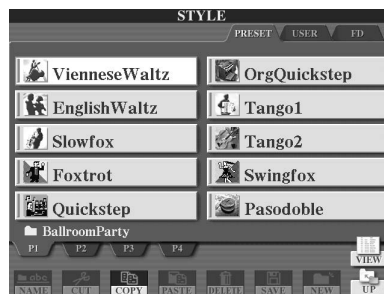 STYLE
PRESET USER FD
VienneseWaltz OrgQuickstep
EnglishWaltz Tango1
Slowfox Tango2
Foxtrot Swingfox
Quickstep Pasodoble
BallroomParty
P1 P2 P3 P4
VIEW
abc
NAME CUT COPY PASTE DELETE SAVE NEW UP